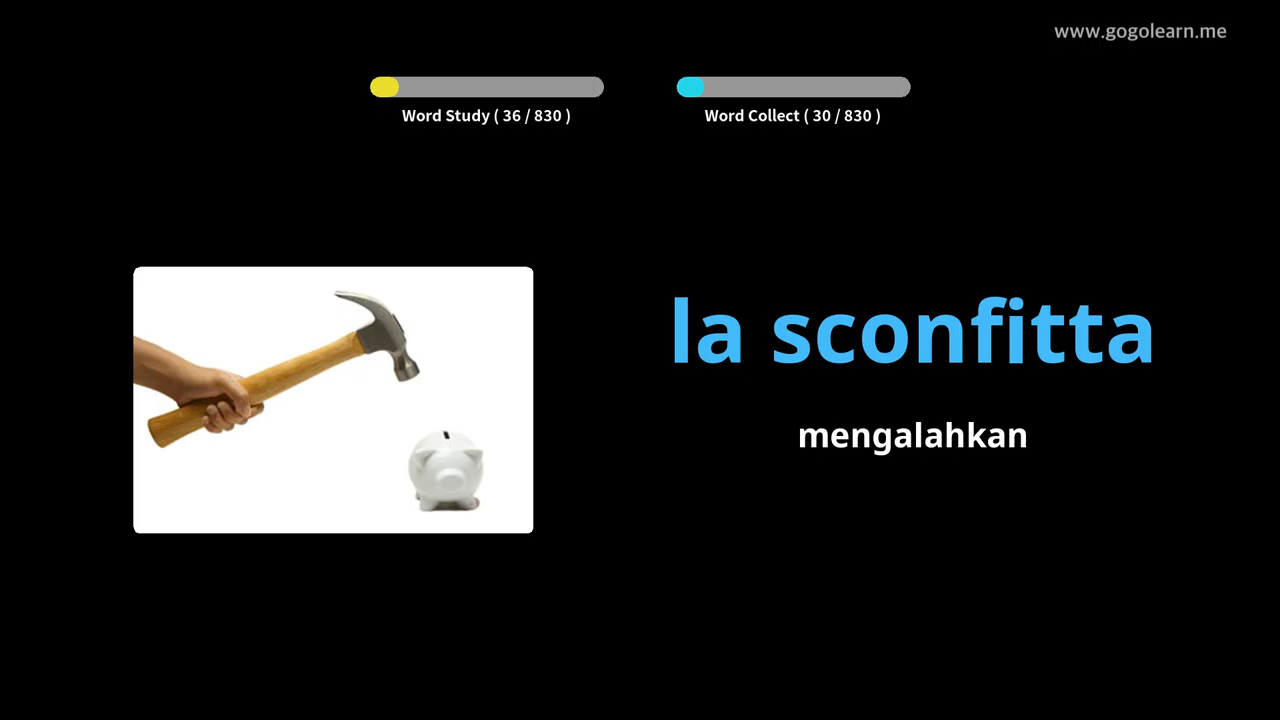 www.gogolearn.me
Word Study ( 36 / 830 )
Word Collect ( 30 / 830 )
la sconfitta
mengalahkan